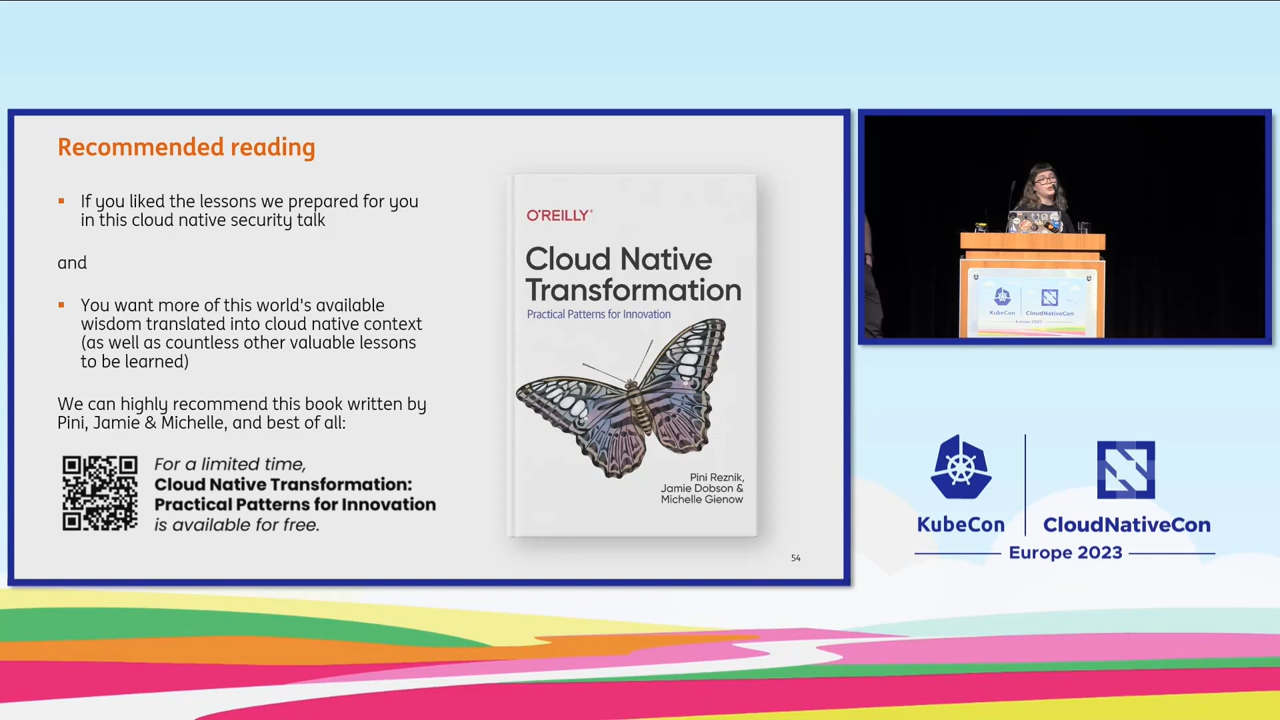 Recommended reading
▪ If you liked the lessons we prepared for you
in this cloud native security talk
and
▪ You want more of this world's available
wisdom translated into cloud native context
(as well as countless other valuable lessons
to be learned)
We can highly recommend this book written by
Pini, Jamie & Michelle, and best of all:
For a limited time,
Cloud Native Transformation:
Practical Patterns for Innovation
is available for free.
O'REILLY®
Cloud Native
Transformation
Practical Patterns for Innovation
Pini Reznik,
Jamie Dobson &
Michelle Gienow
54
KubeCon
CloudNativeCon
Europe 2023
KubeCon
CloudNativeCon
Europe 2023